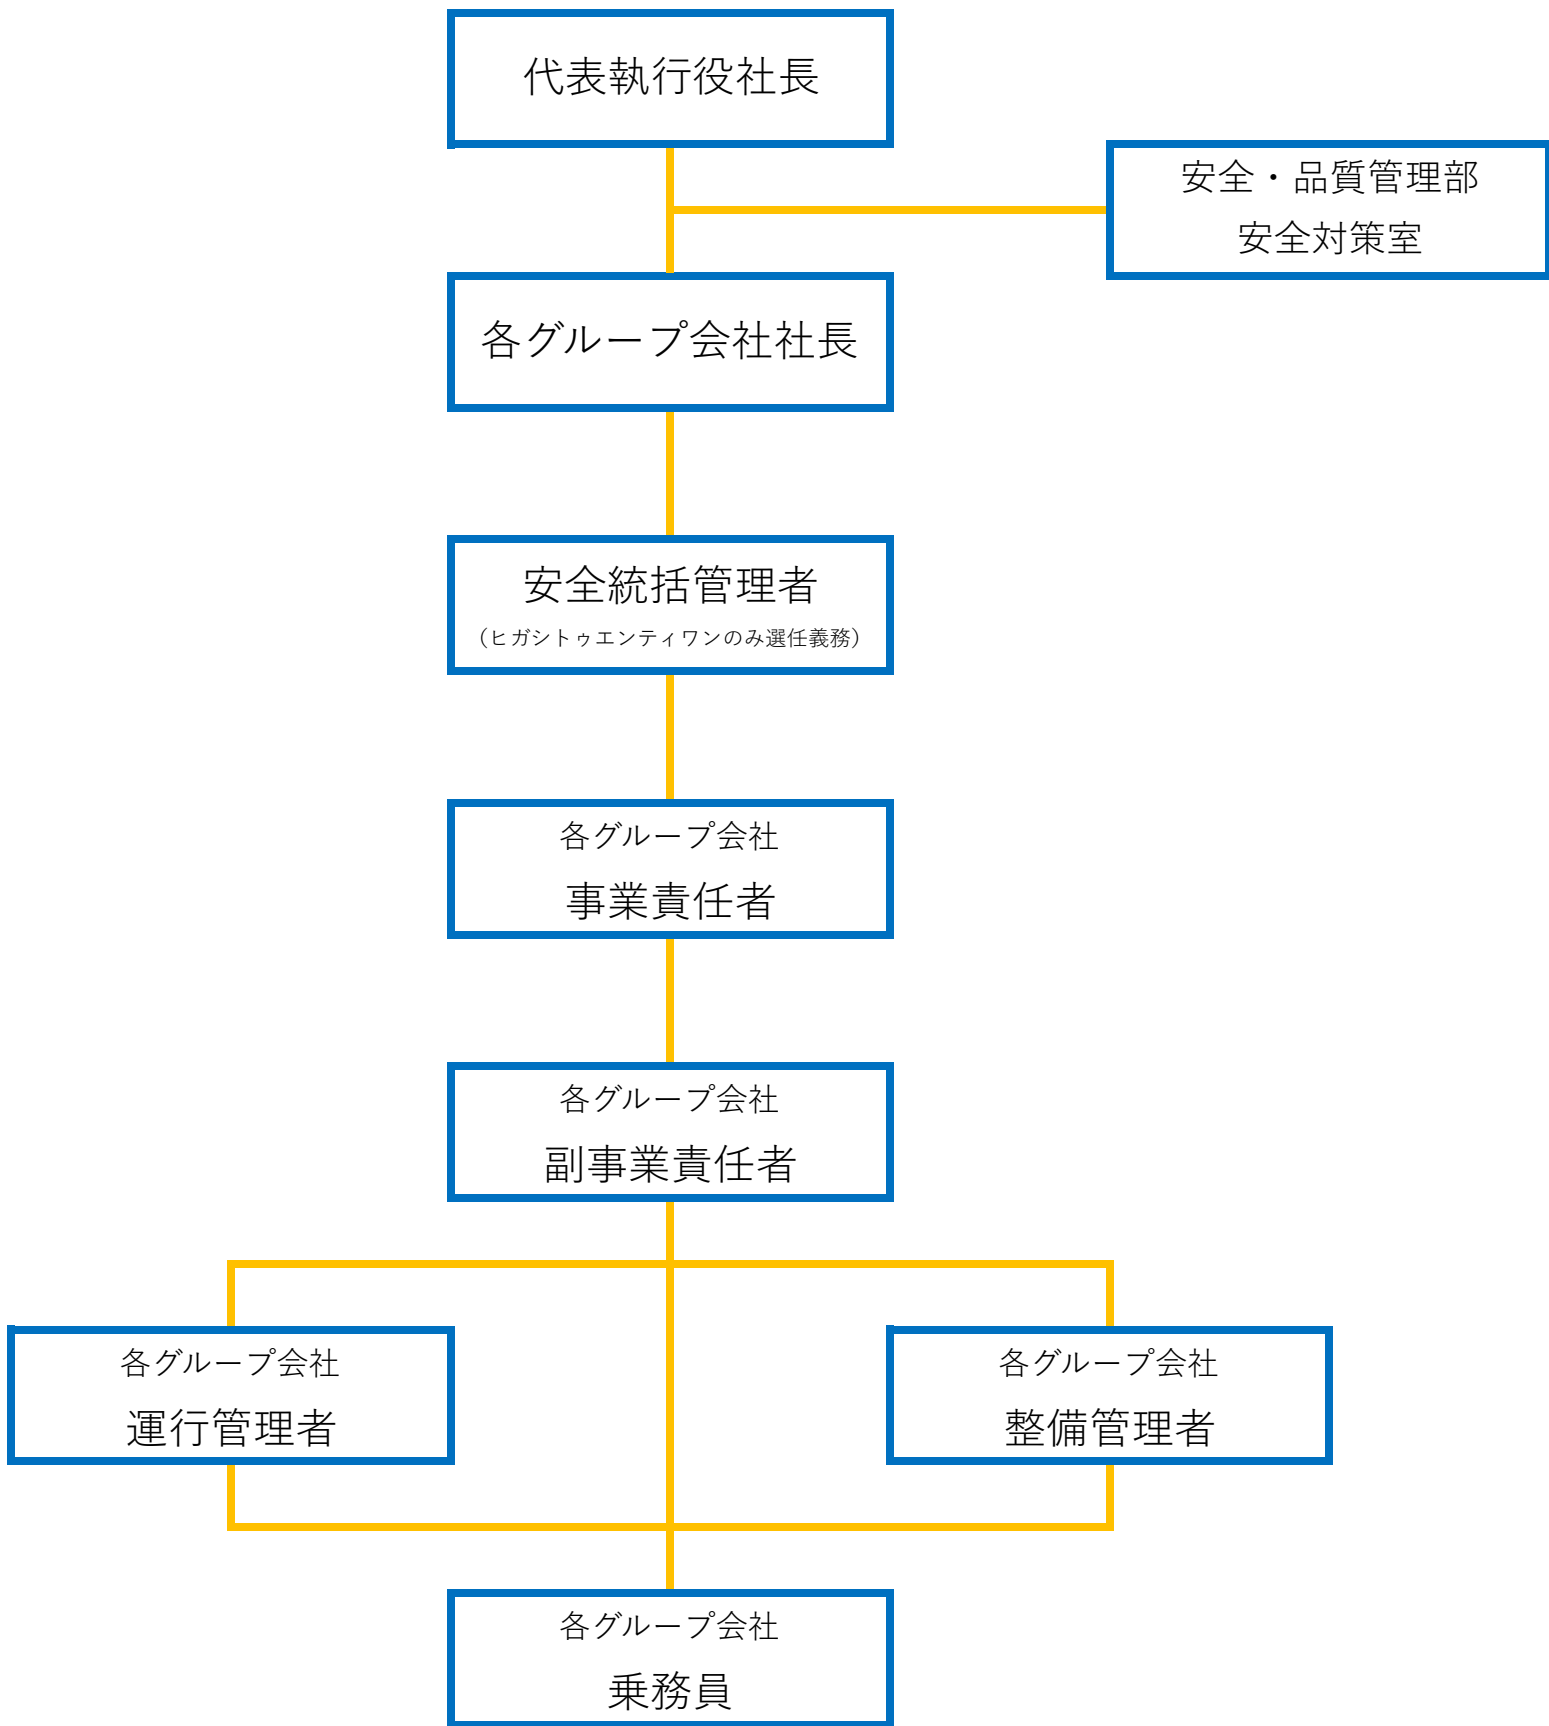 代表執行役社長
安全・品質管理部
安全対策室
各グループ会社社長
安全統括管理者
（ヒガシトゥエンティワンのみ選任義務）
各グループ会社
事業責任者
各グループ会社
副事業責任者
各グループ会社
運行管理者
各グループ会社
整備管理者
各グループ会社
乗務員